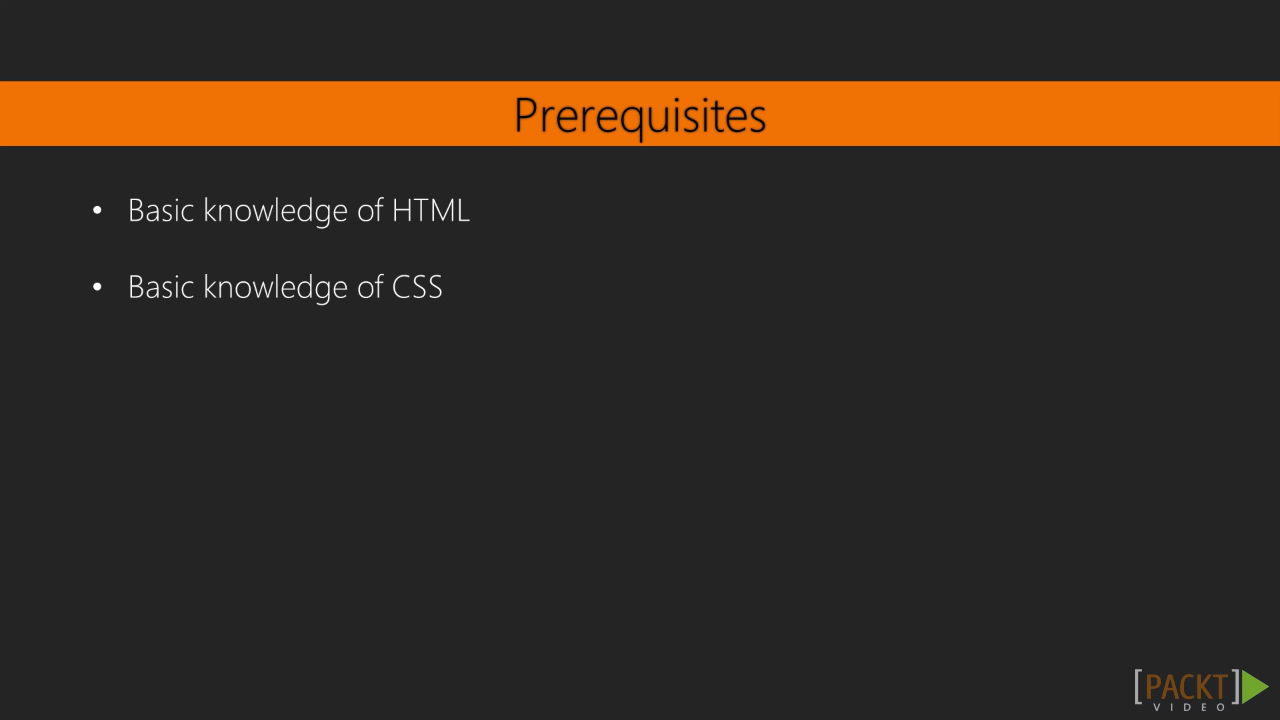 Prerequisites
• Basic knowledge of HTML
• Basic knowledge of CSS
[PACKT]
VIDEO